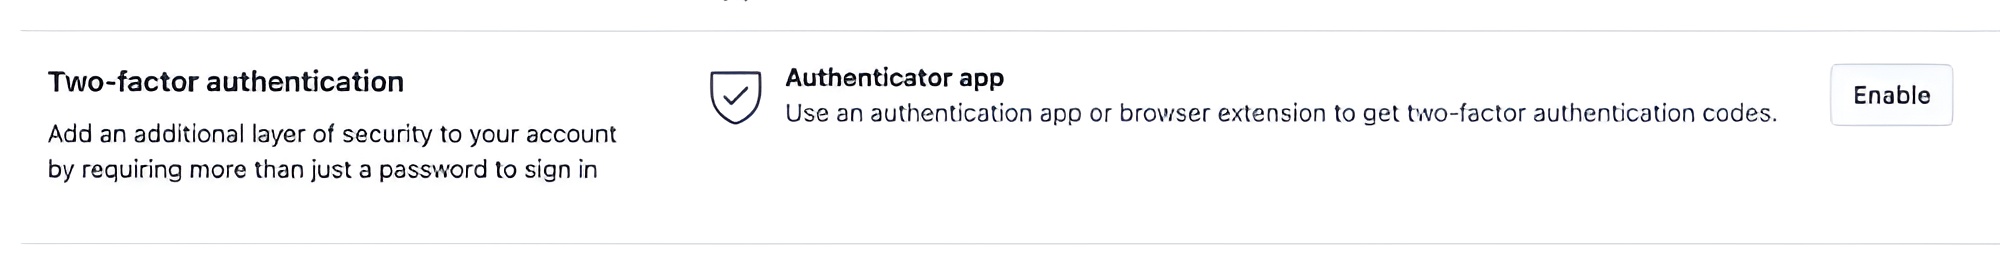 Two-factor authentication
Add an additional layer of security to your account
by requiring more than just a password to sign in
Authenticator app
Use an authentication app or browser extension to get two-factor authentication codes.
Enable